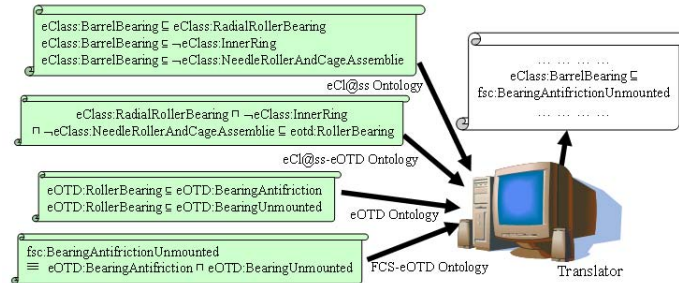 eClass:BarrelBearing ⊑ eClass:RadialRollerBearing
eClass:BarrelBearing ⊑ ¬eClass:InnerRing
eClass:BarrelBearing ⊑ ¬eClass:NeedleRollerAndCageAssemblie
eCl@ss Ontology
eClass:RadialRollerBearing ⊓ ¬eClass:InnerRing
⊓ ¬eClass:NeedleRollerAndCageAssemblie ⊑ eotd:RollerBearing
eCl@ss-eOTD Ontology
eOTD:RollerBearing ⊑ eOTD:BearingAntifriction
eOTD:RollerBearing ⊑ eOTD:BearingUnmounted
eOTD Ontology
fsc:BearingAntifrictionUnmounted
≡ eOTD:BearingAntifriction ⊓ eOTD:BearingUnmounted
FCS-eOTD Ontology
... ... ... ...
eClass:BarrelBearing ⊑
fsc:BearingAntifrictionUnmounted
... ... ... ...
Translator